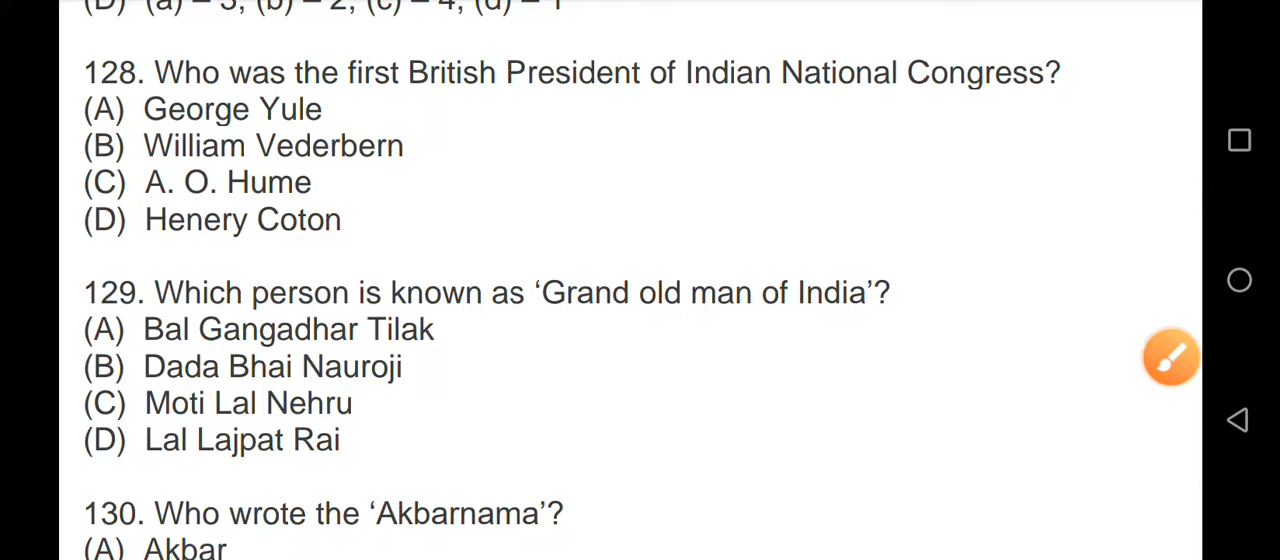 (D) (a) – 3, (b) – 2, (c) – 4, (d) – 1
128. Who was the first British President of Indian National Congress?
(A) George Yule
(B) William Vederbern
(C) A. O. Hume
(D) Henery Coton
129. Which person is known as ‘Grand old man of India’?
(A) Bal Gangadhar Tilak
(B) Dada Bhai Nauroji
(C) Moti Lal Nehru
(D) Lal Lajpat Rai
130. Who wrote the ‘Akbarnama’?
(A) Akbar